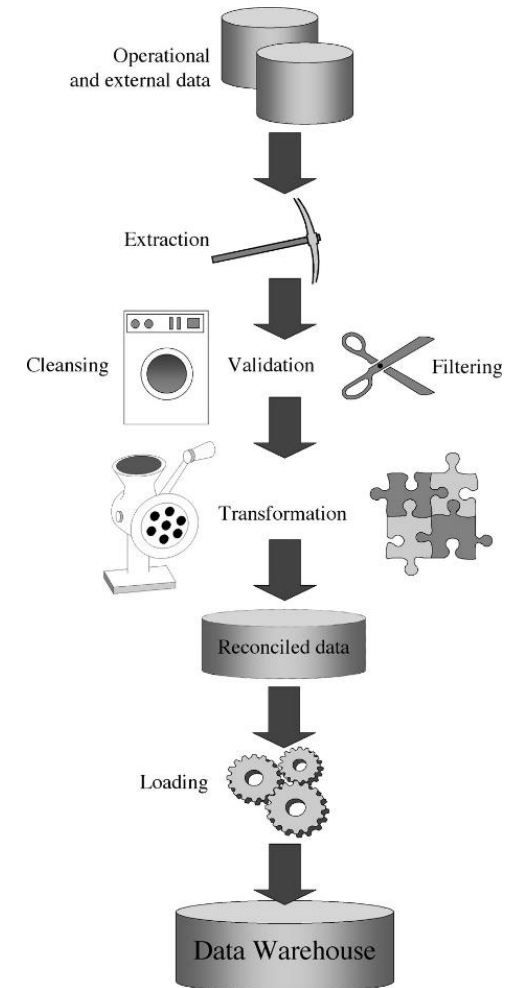 Operational
and external data
Extraction
Cleansing
Validation
Filtering
Transformation
Reconciled data
Loading
Data Warehouse